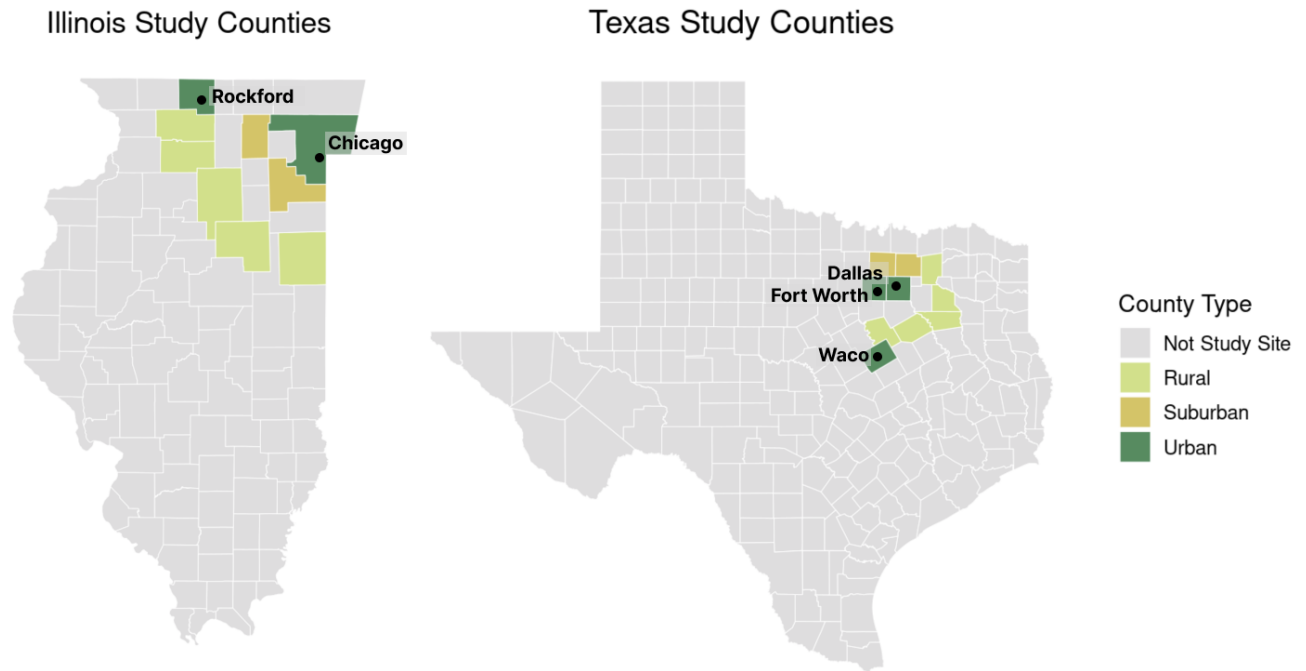 Illinois Study Counties
Texas Study Counties
Rockford
Chicago
Dallas
Fort Worth
Waco
County Type
Not Study Site
Rural
Suburban
Urban